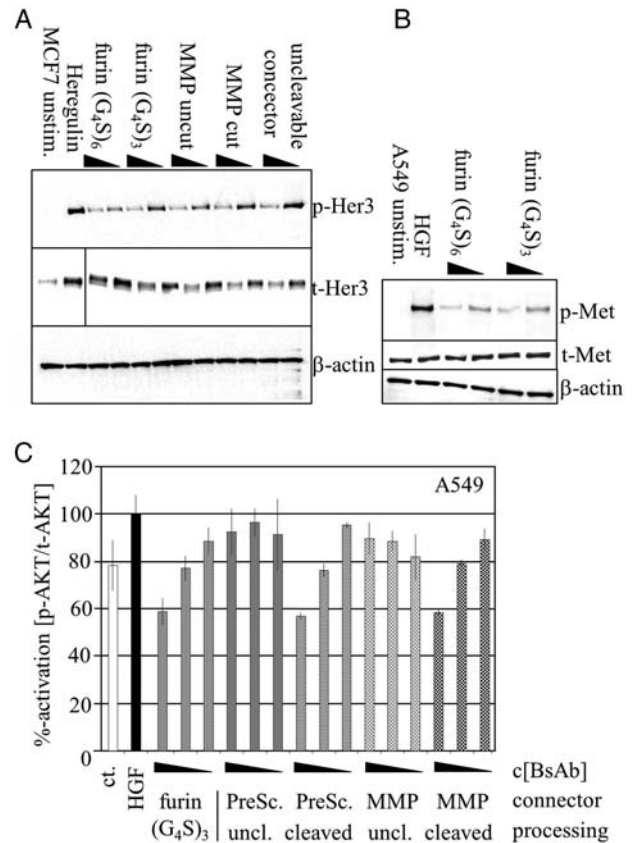 A
MCF7 unstim.
Heregulin
furin (G4S)6
furin (G4S)3
MMP uncut
MMP cut
concector
uncleavable
p-Her3
t-Her3
β-actin
B
A549 unstim.
HGF
furin (G4S)6
furin (G4S)3
p-Met
t-Met
β-actin
C
%-activation [p-AKT/t-AKT]
120
100
80
60
40
20
0
A549
ct.
HGF
c[BsAb]
furin PreSc. PreSc. MMP MMP connector
(G4S)3 uncl. cleaved uncl. cleaved processing